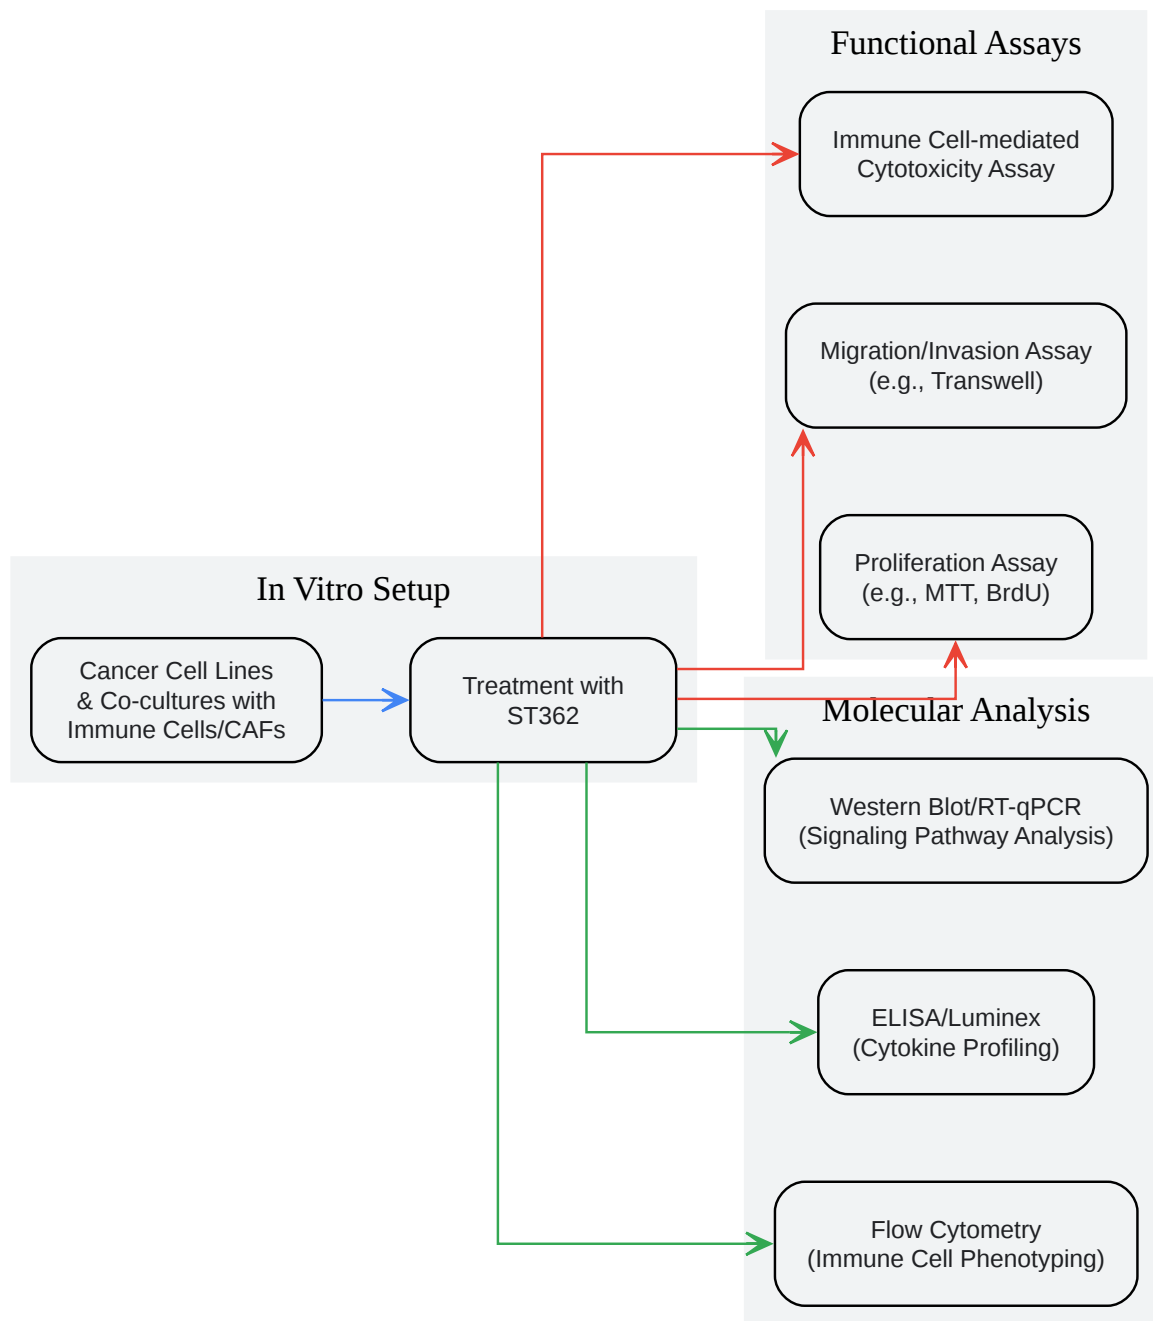 Functional Assays
Immune Cell-mediated
Cytotoxicity Assay
Migration/Invasion Assay
(e.g., Transwell)
Proliferation Assay
(e.g., MTT, BrdU)
In Vitro Setup
Cancer Cell Lines
& Co-cultures with
Immune Cells/CAFs
Treatment with
ST362
Molecular Analysis
Western Blot/RT-qPCR
(Signaling Pathway Analysis)
ELISA/Luminex
(Cytokine Profiling)
Flow Cytometry
(Immune Cell Phenotyping)